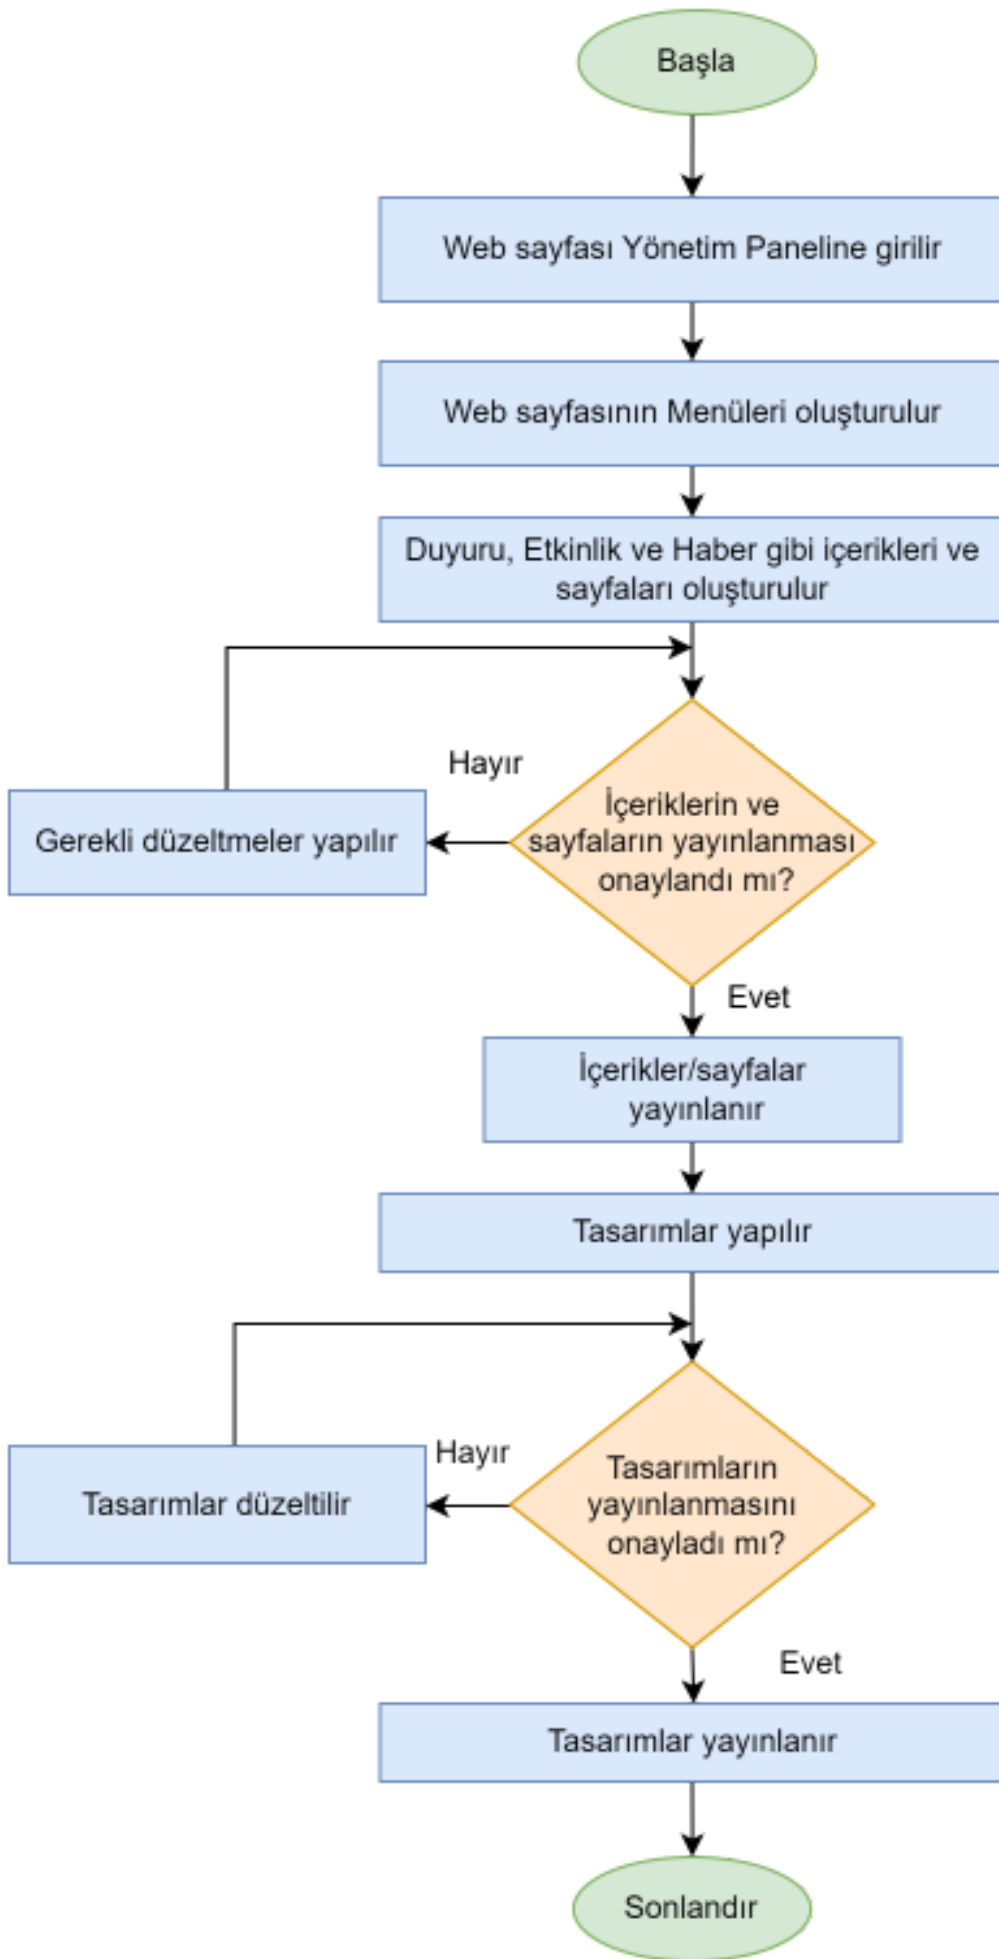 Başla
Web sayfası Yönetim Paneline girilir
Web sayfasının Menüleri oluşturulur
Duyuru, Etkinlik ve Haber gibi içerikleri ve
sayfaları oluşturulur
Hayır
İçeriklerin ve
sayfaların yayınlanması
onaylandı mı?
Gerekli düzeltmeler yapılır
Evet
İçerikler/sayfalar
yayınlanır
Tasarımlar yapılır
Hayır
Tasarımların
yayınlanmasını
onayladı mı?
Tasarımlar düzeltilir
Evet
Tasarımlar yayınlanır
Sonlandır